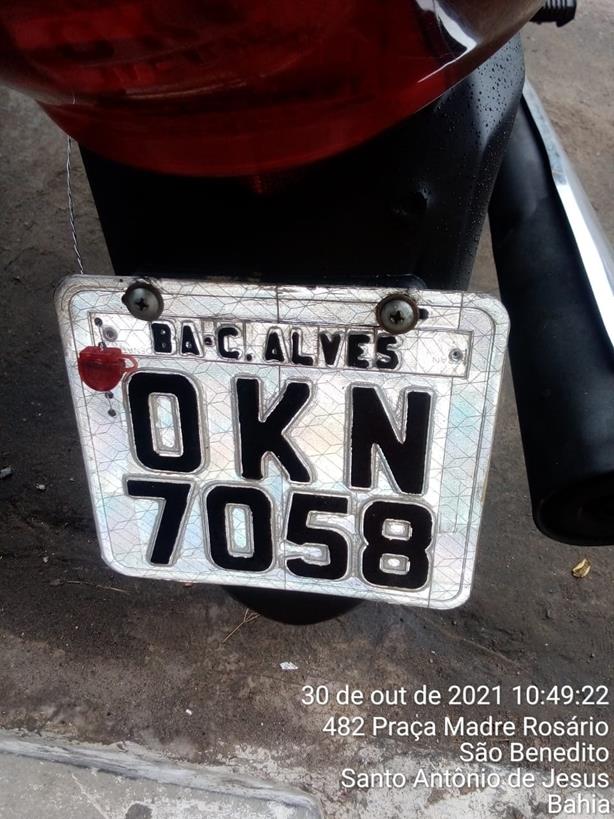 BA·C. ALVES
OKN
7058
30 de out de 2021 10:49:22
482 Praça Madre Rosário
São Benedito
Santo Antônio de Jesus
Bahia